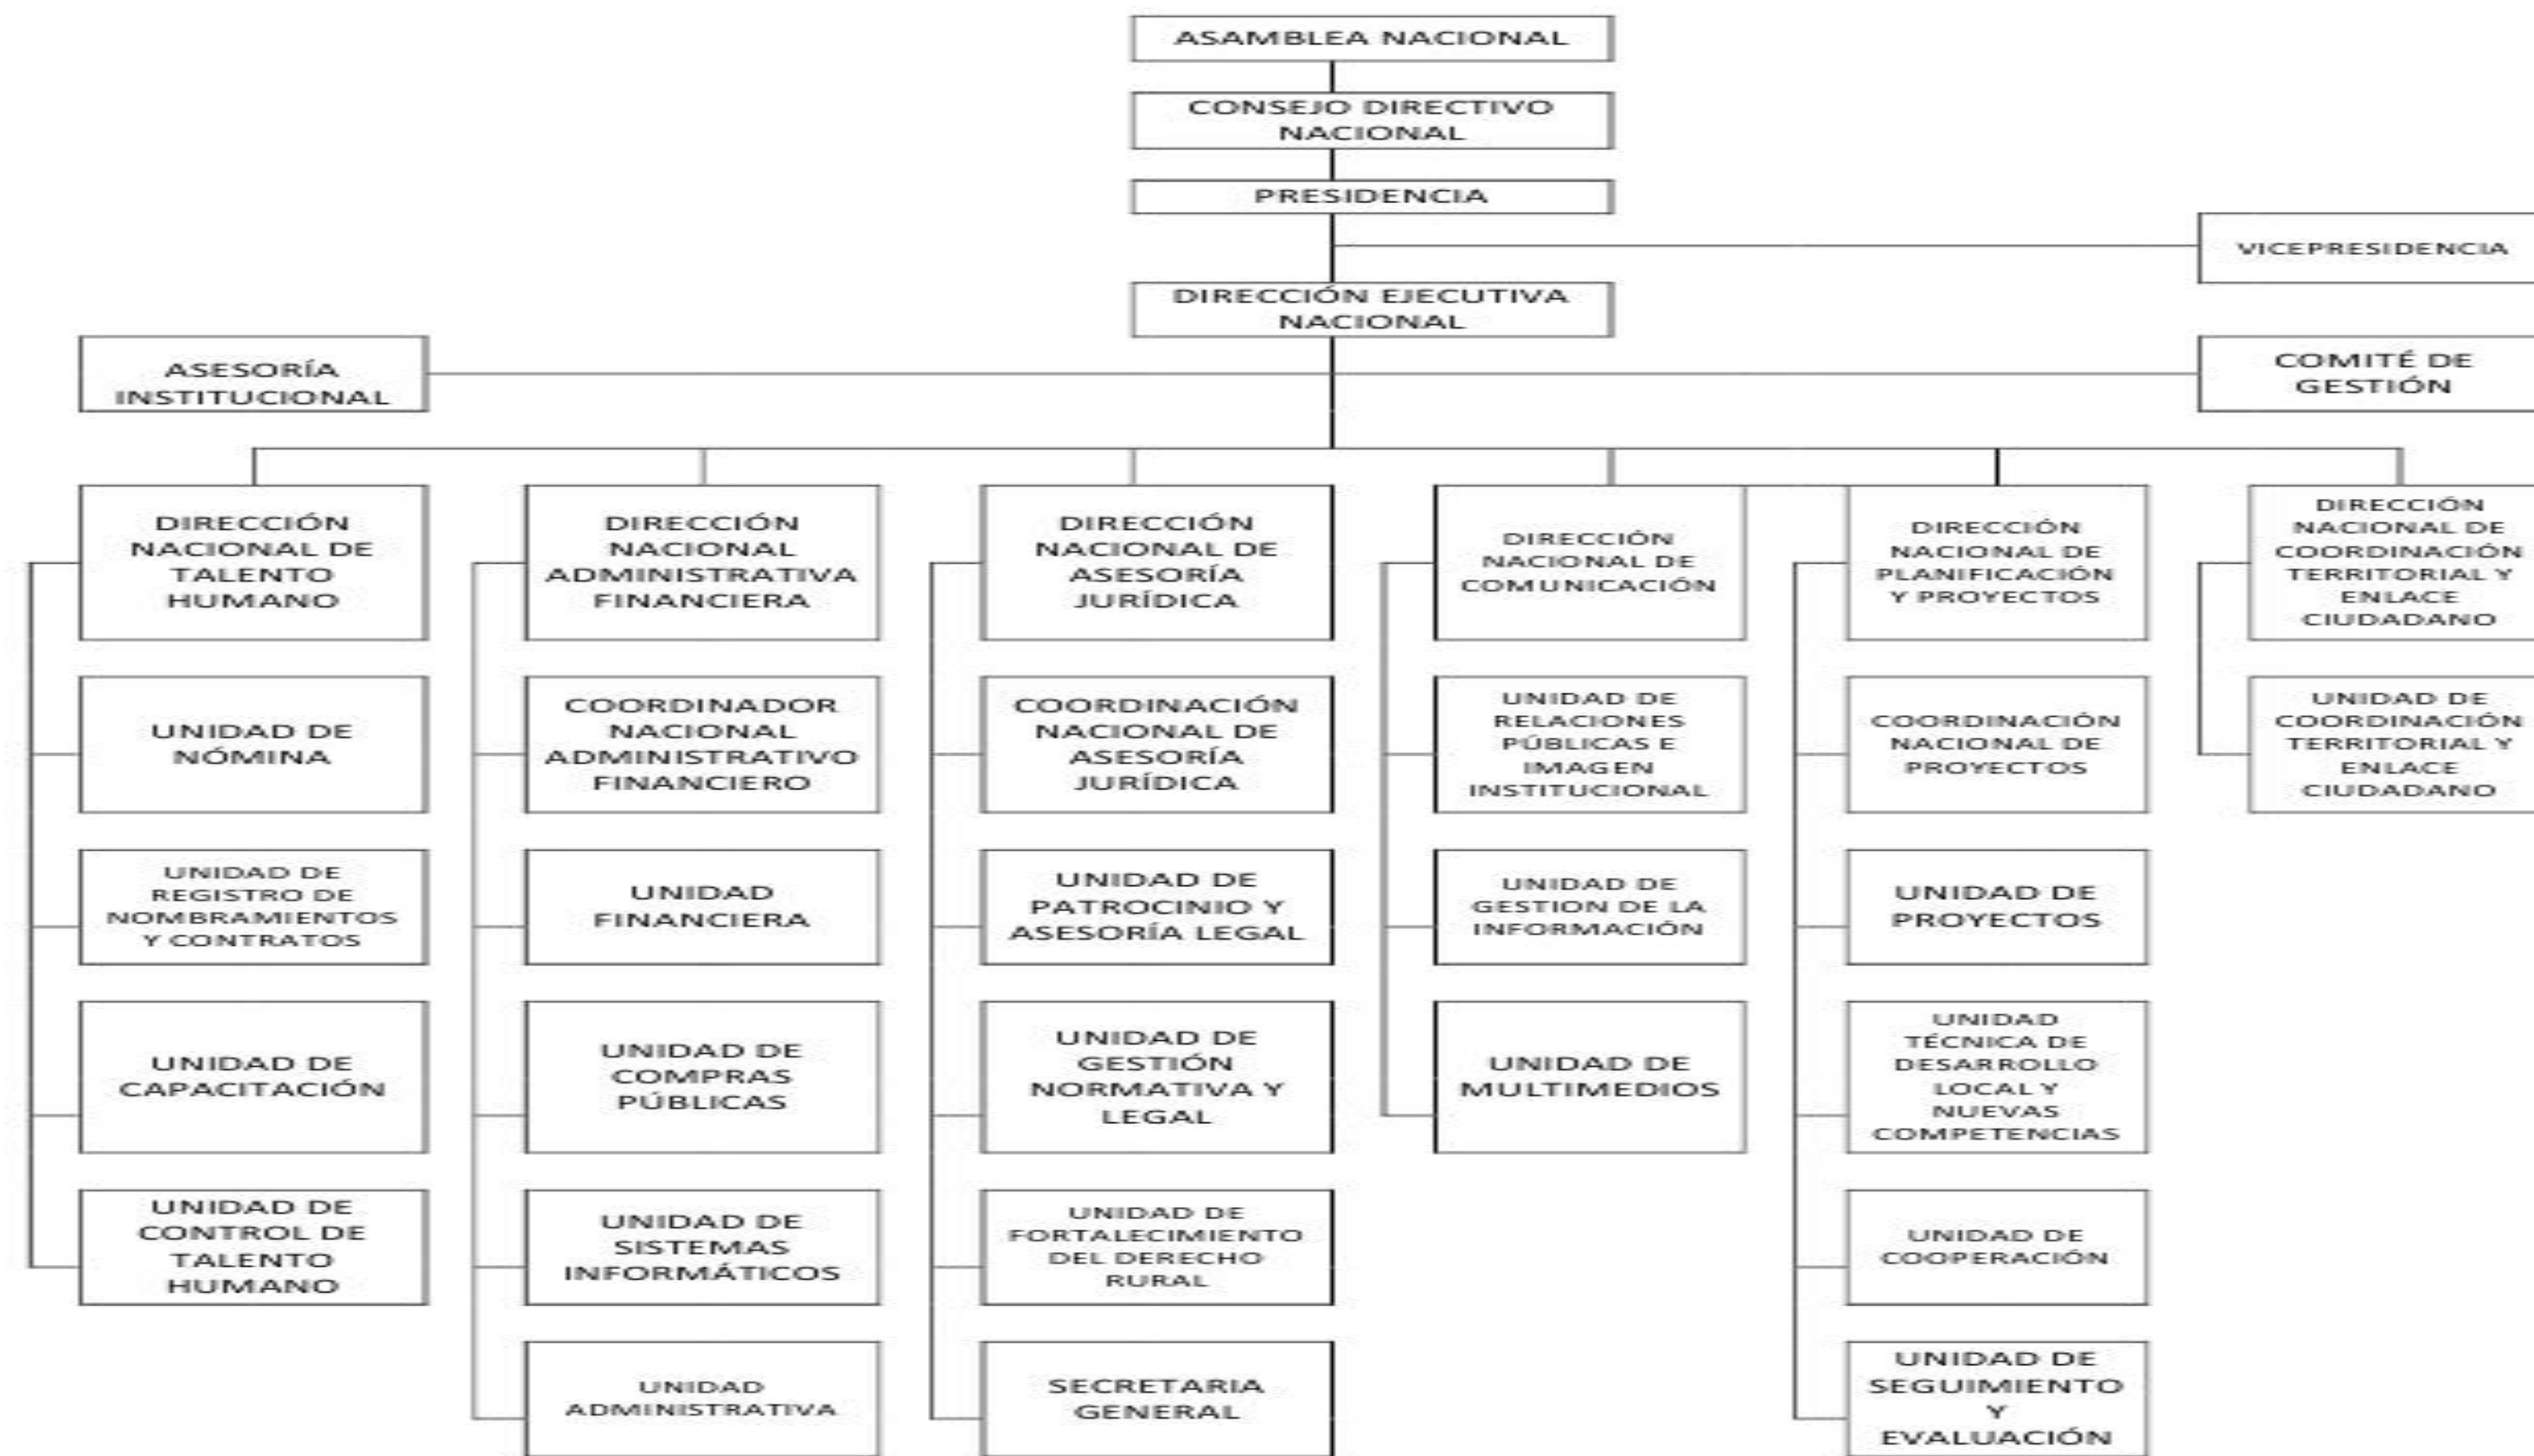 ASAMBLEA NACIONAL
CONSEJO DIRECTIVO
NACIONAL
PRESIDENCIA
VICEPRESIDENCIA
DIRECCIÓN EJECUTIVA
NACIONAL
ASESORÍA
INSTITUCIONAL
COMITÉ DE
GESTIÓN
DIRECCIÓN
NACIONAL DE
TALENTO
HUMANO
DIRECCIÓN
NACIONAL
ADMINISTRATIVA
FINANCIERA
DIRECCIÓN
NACIONAL DE
ASESORÍA
JURÍDICA
DIRECCIÓN
NACIONAL DE
COMUNICACIÓN
DIRECCIÓN
NACIONAL DE
PLANIFICACIÓN
Y PROYECTOS
DIRECCIÓN
NACIONAL DE
COORDINACIÓN
TERRITORIAL Y
ENLACE
CIUDADANO
UNIDAD DE
NÓMINA
COORDINADOR
NACIONAL
ADMINISTRATIVO
FINANCIERO
COORDINACIÓN
NACIONAL DE
ASESORÍA
JURÍDICA
UNIDAD DE
RELACIONES
PÚBLICAS E
IMAGEN
INSTITUCIONAL
COORDINACIÓN
NACIONAL DE
PROYECTOS
UNIDAD DE
COORDINACIÓN
TERRITORIAL Y
ENLACE
CIUDADANO
UNIDAD DE
REGISTRO DE
NOMBRAMIENTOS
Y CONTRATOS
UNIDAD
FINANCIERA
UNIDAD DE
PATROCINIO Y
ASESORÍA LEGAL
UNIDAD DE
GESTION DE LA
INFORMACIÓN
UNIDAD DE
PROYECTOS
UNIDAD DE
CAPACITACIÓN
UNIDAD DE
COMPRAS
PÚBLICAS
UNIDAD DE
GESTIÓN
NORMATIVA Y
LEGAL
UNIDAD DE
MULTIMEDIOS
UNIDAD
TÉCNICA DE
DESARROLLO
LOCAL Y
NUEVAS
COMPETENCIAS
UNIDAD DE
CONTROL DE
TALENTO
HUMANO
UNIDAD DE
SISTEMAS
INFORMÁTICOS
UNIDAD DE
FORTALECIMIENTO
DEL DERECHO
RURAL
UNIDAD DE
COOPERACIÓN
UNIDAD
ADMINISTRATIVA
SECRETARIA
GENERAL
UNIDAD DE
SEGUIMIENTO
Y
EVALUACIÓN